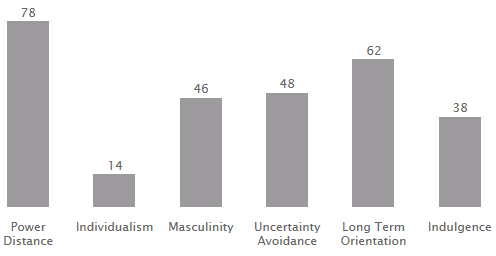 78
14
46
48
62
38
Power
Distance
Individualism
Masculinity
Uncertainty
Avoidance
Long Term
Orientation
Indulgence